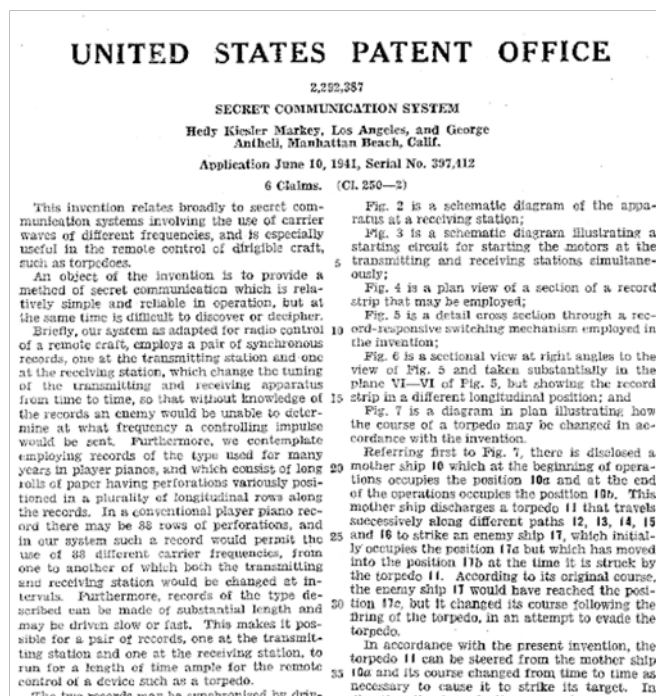 UNITED STATES PATENT OFFICE
2,292,387
SECRET COMMUNICATION SYSTEM
Hedy Kiesler Markey, Los Angeles, and George
Antheil, Manhattan Beach, Calif.
Application June 10, 1941, Serial No. 397,412
6 Claims. (Cl. 250—2)
This invention relates broadly to secret com-
munication systems involving the use of carrier
waves of different frequencies, and is especially
useful in the remote control of dirigible craft,
such as torpedoes.
An object of the invention is to provide a
method of secret communication which is rela-
tively simple and reliable in operation, but at
the same time is difficult to discover or decipher.
Briefly, our system as adapted for radio control
of a remote craft, employs a pair of synchronous
records, one at the transmitting station and one
at the receiving station, which change the tuning
of the transmitting and receiving apparatus
from time to time, so that without knowledge of
the records an enemy would be unable to deter-
mine at what frequency a controlling impulse
would be sent. Furthermore, we contemplate
employing records of the type used for many
years in player pianos, and which consist of long
rolls of paper having perforations variously posi-
tioned in a plurality of longitudinal rows along
the records. In a conventional player piano rec-
ord there may be 88 rows of perforations, and
in our system such a record would permit the
use of 88 different carrier frequencies, from
one to another of which both the transmitting
and receiving station would be changed at in-
tervals. Furthermore, records of the type de-
scribed can be made of substantial length and
may be driven slow or fast. This makes it pos-
sible for a pair of records, one at the transmit-
ting station and one at the receiving station, to
run for a length of time ample for the remote
control of a device such as a torpedo.
The two records may be synchronized by driv-
5
10
15
20
25
30
35
Fig. 2 is a schematic diagram of the appa-
ratus at a receiving station;
Fig. 3 is a schematic diagram illustrating a
starting circuit for starting the motors at the
transmitting and receiving stations simultane-
ously;
Fig. 4 is a plan view of a section of a record
strip that may be employed;
Fig. 5 is a detail cross section through a rec-
ord-responsive switching mechanism employed in
the invention;
Fig. 6 is a sectional view at right angles to the
view of Fig. 5 and taken substantially in the
plane VI—VI of Fig. 5, but showing the record
strip in a different longitudinal position; and
Fig. 7 is a diagram in plan illustrating how
the course of a torpedo may be changed in ac-
cordance with the invention.
Referring first to Fig. 7, there is disclosed a
mother ship 10 which at the beginning of opera-
tions occupies the position 10a and at the end
of the operations occupies the position 10b. This
mother ship discharges a torpedo 11 that travels
successively along different paths 12, 13, 14, 15
and 16 to strike an enemy ship 17, which initial-
ly occupies the position 17a but which has moved
into the position 17b at the time it is struck by
the torpedo 11. According to its original course,
the enemy ship 17 would have reached the posi-
tion 17c, but it changed its course following the
firing of the torpedo, in an attempt to evade the
torpedo.
In accordance with the present invention, the
torpedo 11 can be steered from the mother ship
10a and its course changed from time to time as
necessary to cause it to strike its target. In